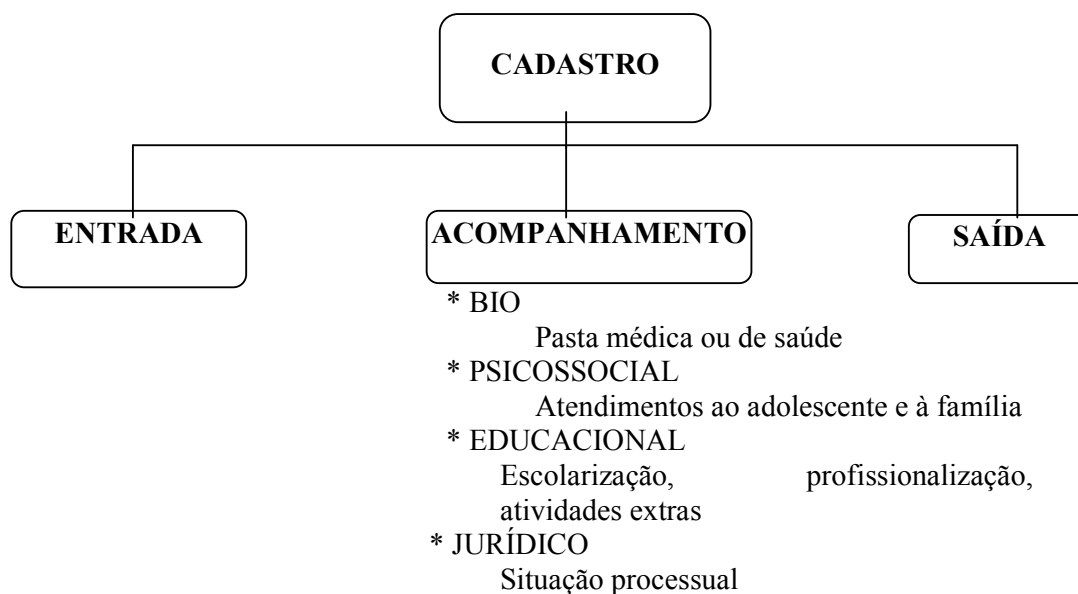 CADASTRO
ENTRADA
ACOMPANHAMENTO
SAÍDA
* BIO
Pasta médica ou de saúde
* PSICOSSOCIAL
Atendimentos ao adolescente e à família
* EDUCACIONAL
Escolarização, profissionalização,
atividades extras
* JURÍDICO
Situação processual